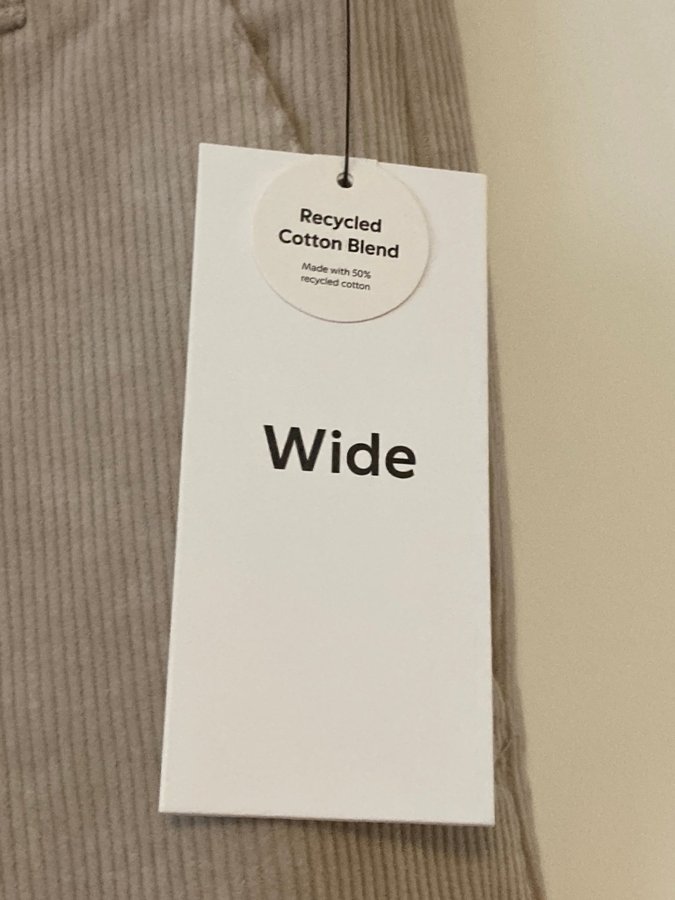 Recycled
Cotton Blend
Made with 50%
recycled cotton
Wide